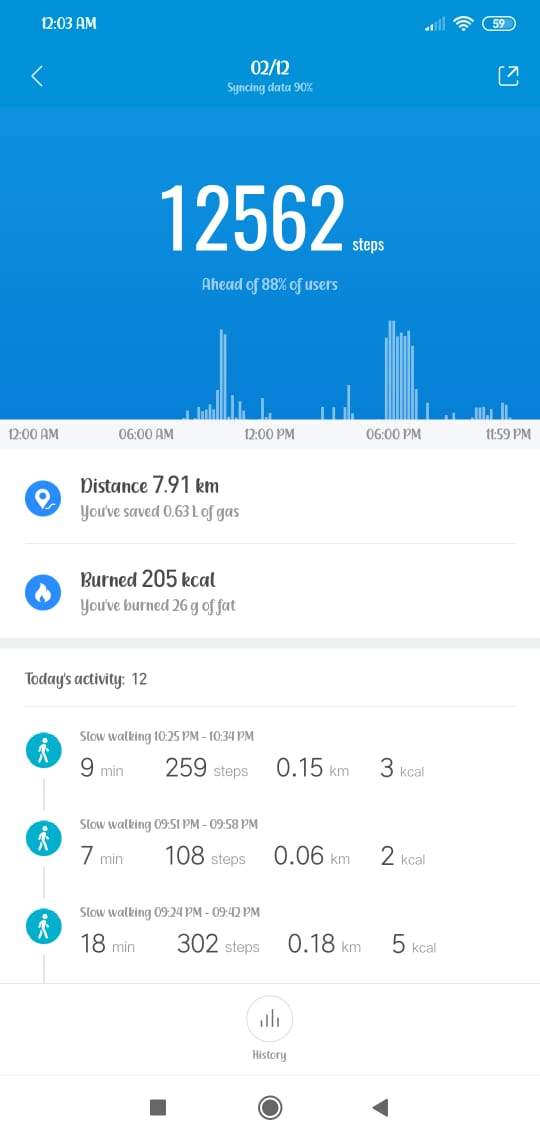 12:03 AM
59
02/12
Syncing data 90%
12562 steps
Ahead of 88% of users
12:00 AM 06:00 AM 12:00 PM 06:00 PM 11:59 PM
Distance 7.91 km
You've saved 0.63 L of gas
Burned 205 kcal
You've burned 26 g of fat
Today's activity: 12
Slow walking 10:25 PM - 10:34 PM
9 min 259 steps 0.15 km 3 kcal
Slow walking 09:51 PM - 09:58 PM
7 min 108 steps 0.06 km 2 kcal
Slow walking 09:24 PM - 09:42 PM
18 min 302 steps 0.18 km 5 kcal
History